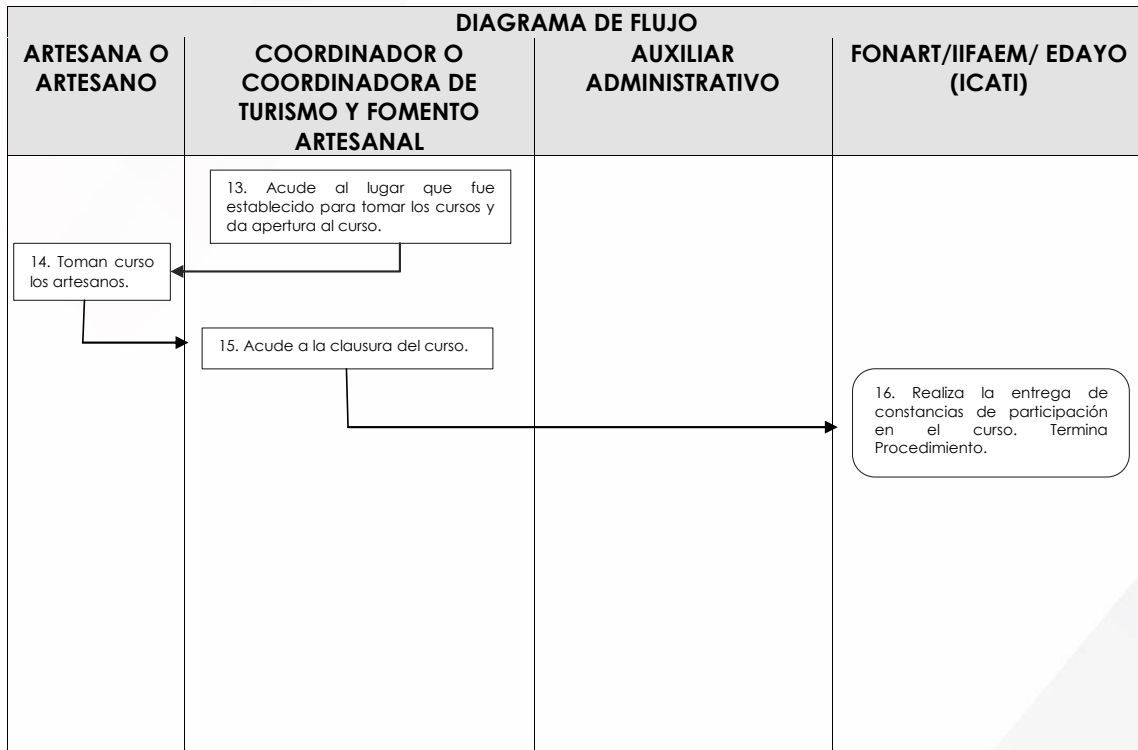 DIAGRAMA DE FLUJO
ARTESANA O
ARTESANO
COORDINADOR O
COORDINADORA DE
TURISMO Y FOMENTO
ARTESANAL
AUXILIAR
ADMINISTRATIVO
FONART/IIFAEM/ EDAYO
(ICATI)
13. Acude al lugar que fue
establecido para tomar los cursos y
da apertura al curso.
14. Toman curso
los artesanos.
15. Acude a la clausura del curso.
16. Realiza la entrega de
constancias de participación
en el curso. Termina
Procedimiento.